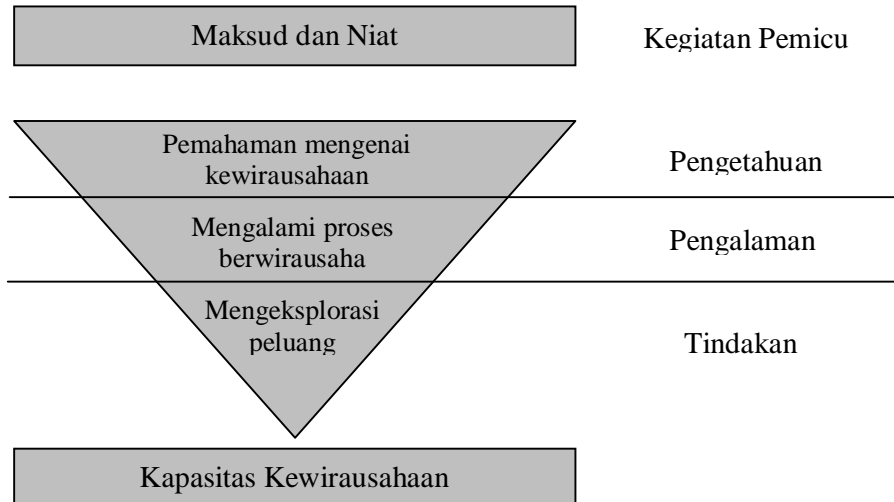 Maksud dan Niat
Kegiatan Pemicu
Pemahaman mengenai
kewirausahaan
Pengetahuan
Mengalami proses
berwirausaha
Pengalaman
Mengeksplorasi
peluang
Tindakan
Kapasitas Kewirausahaan